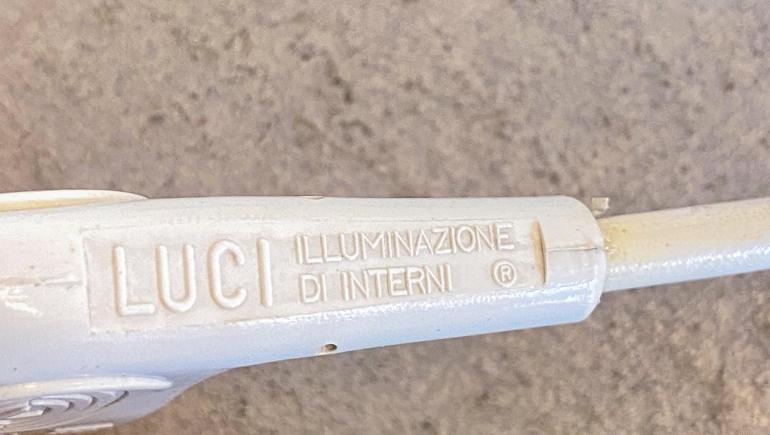 LUCI
ILLUMINAZIONE
DI INTERNI ®